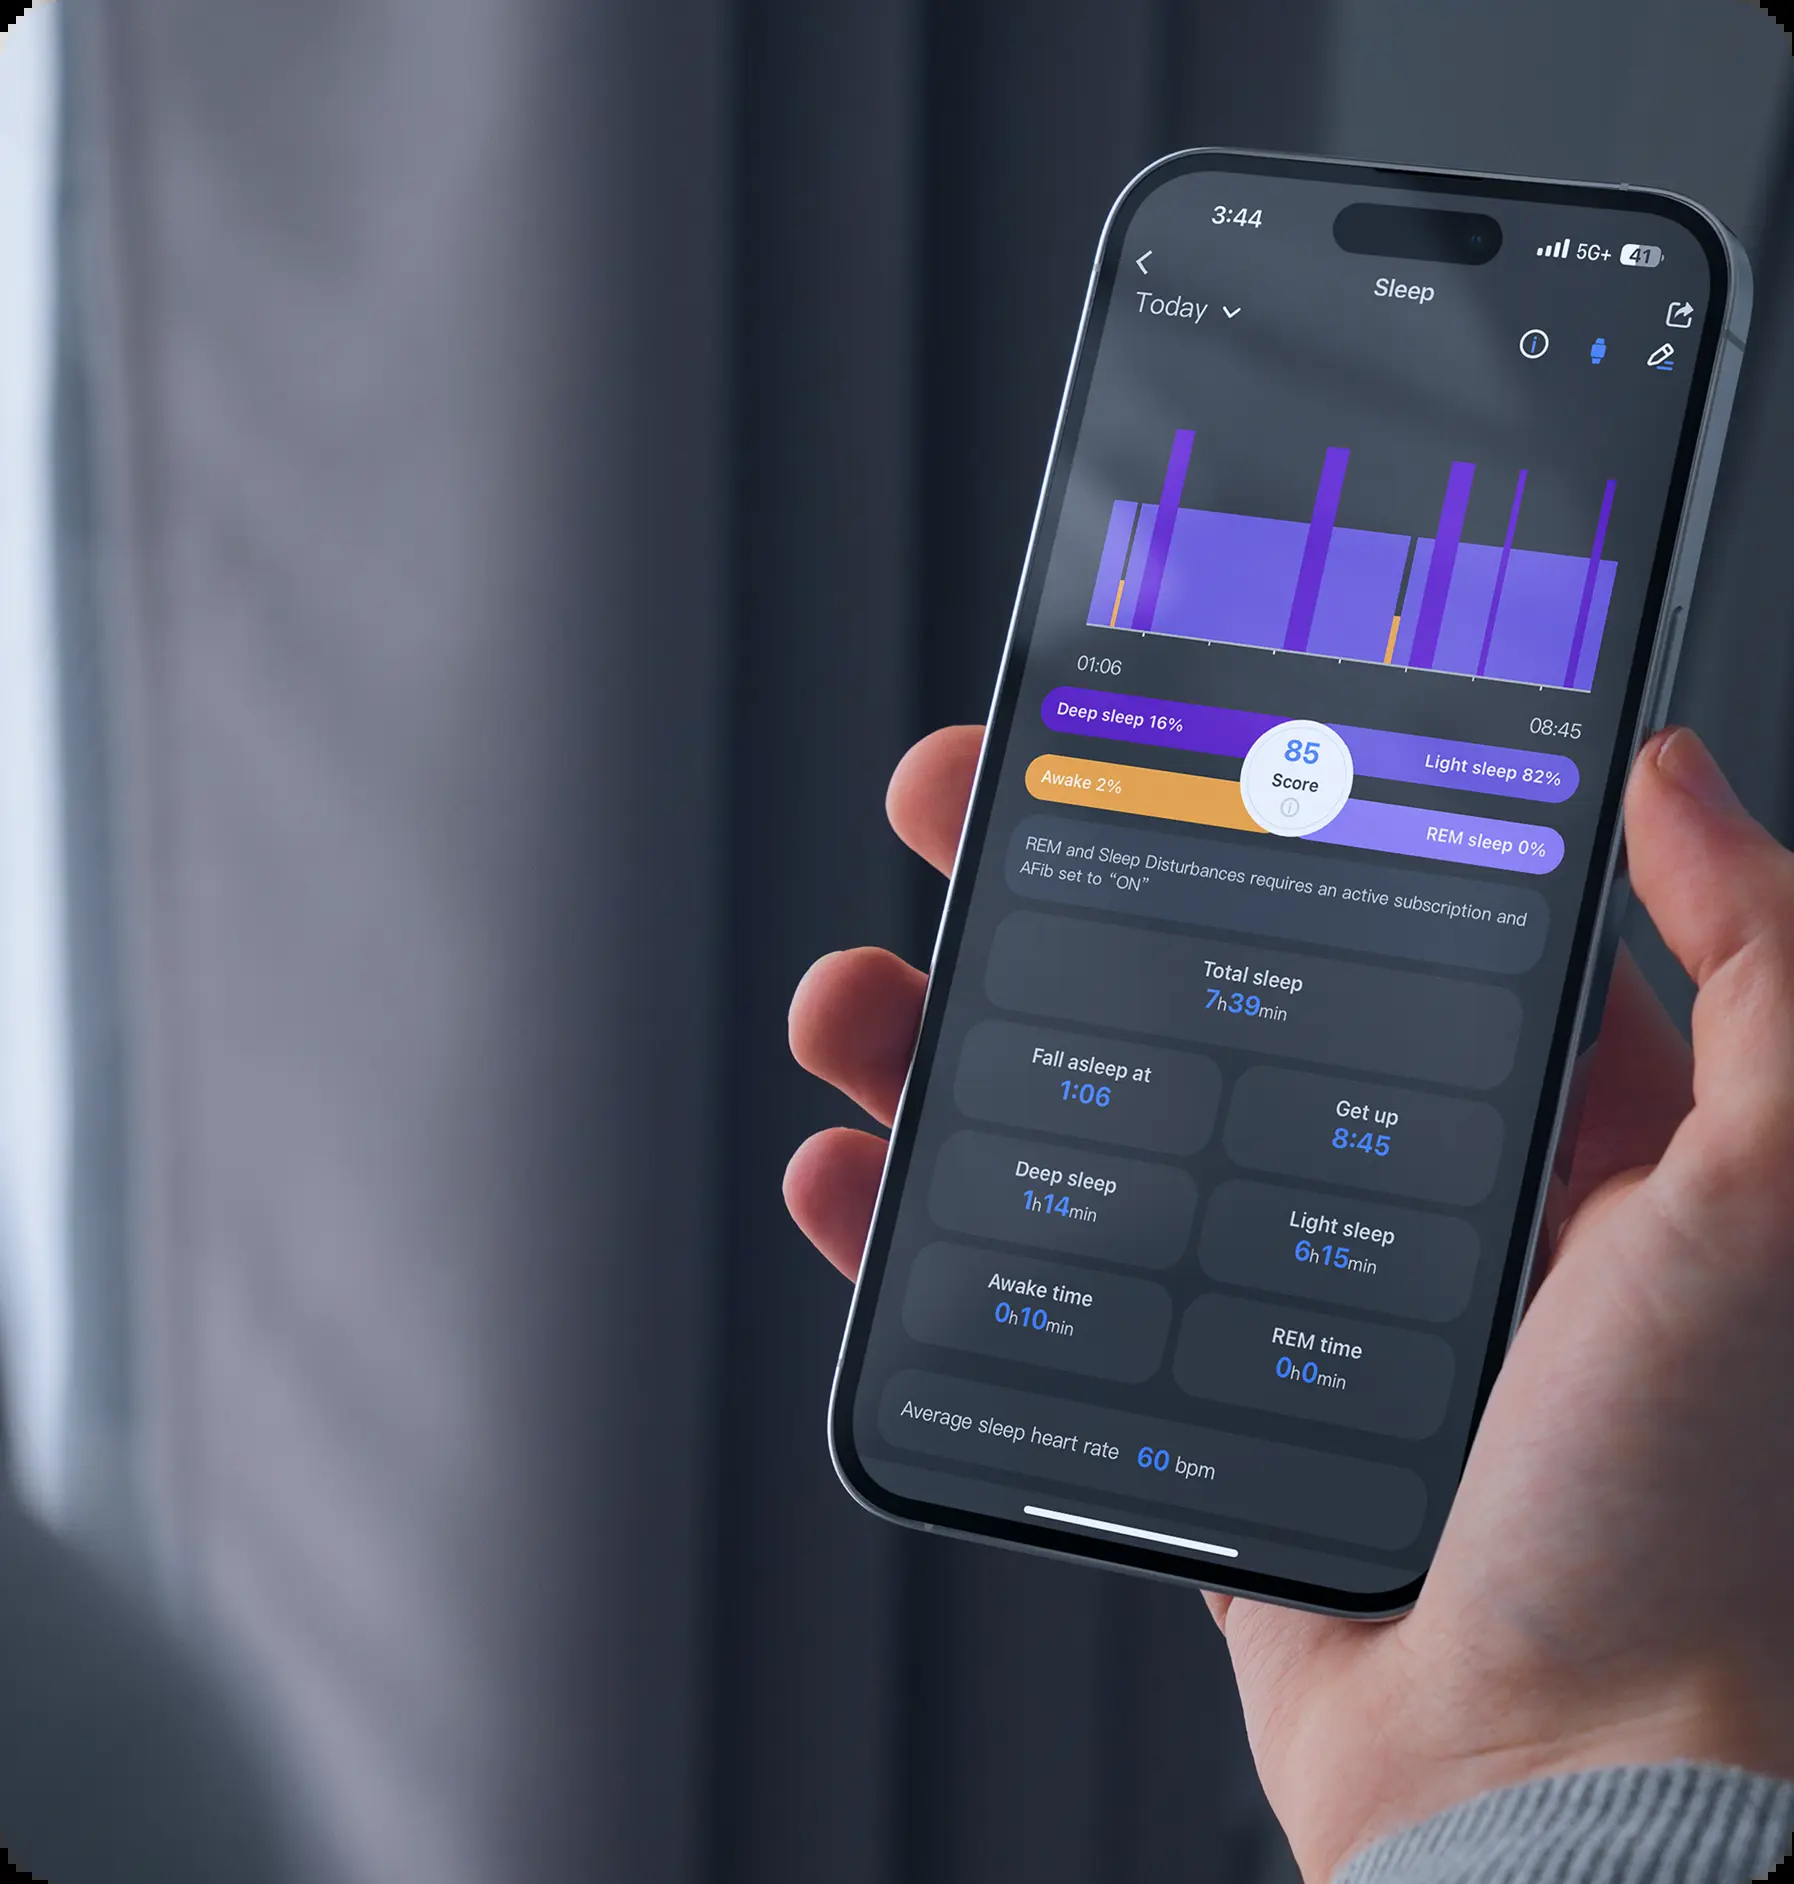 3:44
5G+ 41
Sleep
Today
01:06
08:45
Deep sleep 16%
Light sleep 82%
85
Score
Awake 2%
REM sleep 0%
REM and Sleep Disturbances requires an active subscription and
AFib set to “ON”
Total sleep
7h39min
Fall asleep at
1:06
Get up
8:45
Deep sleep
1h14min
Light sleep
6h15min
Awake time
0h10min
REM time
0h0min
Average sleep heart rate 60 bpm